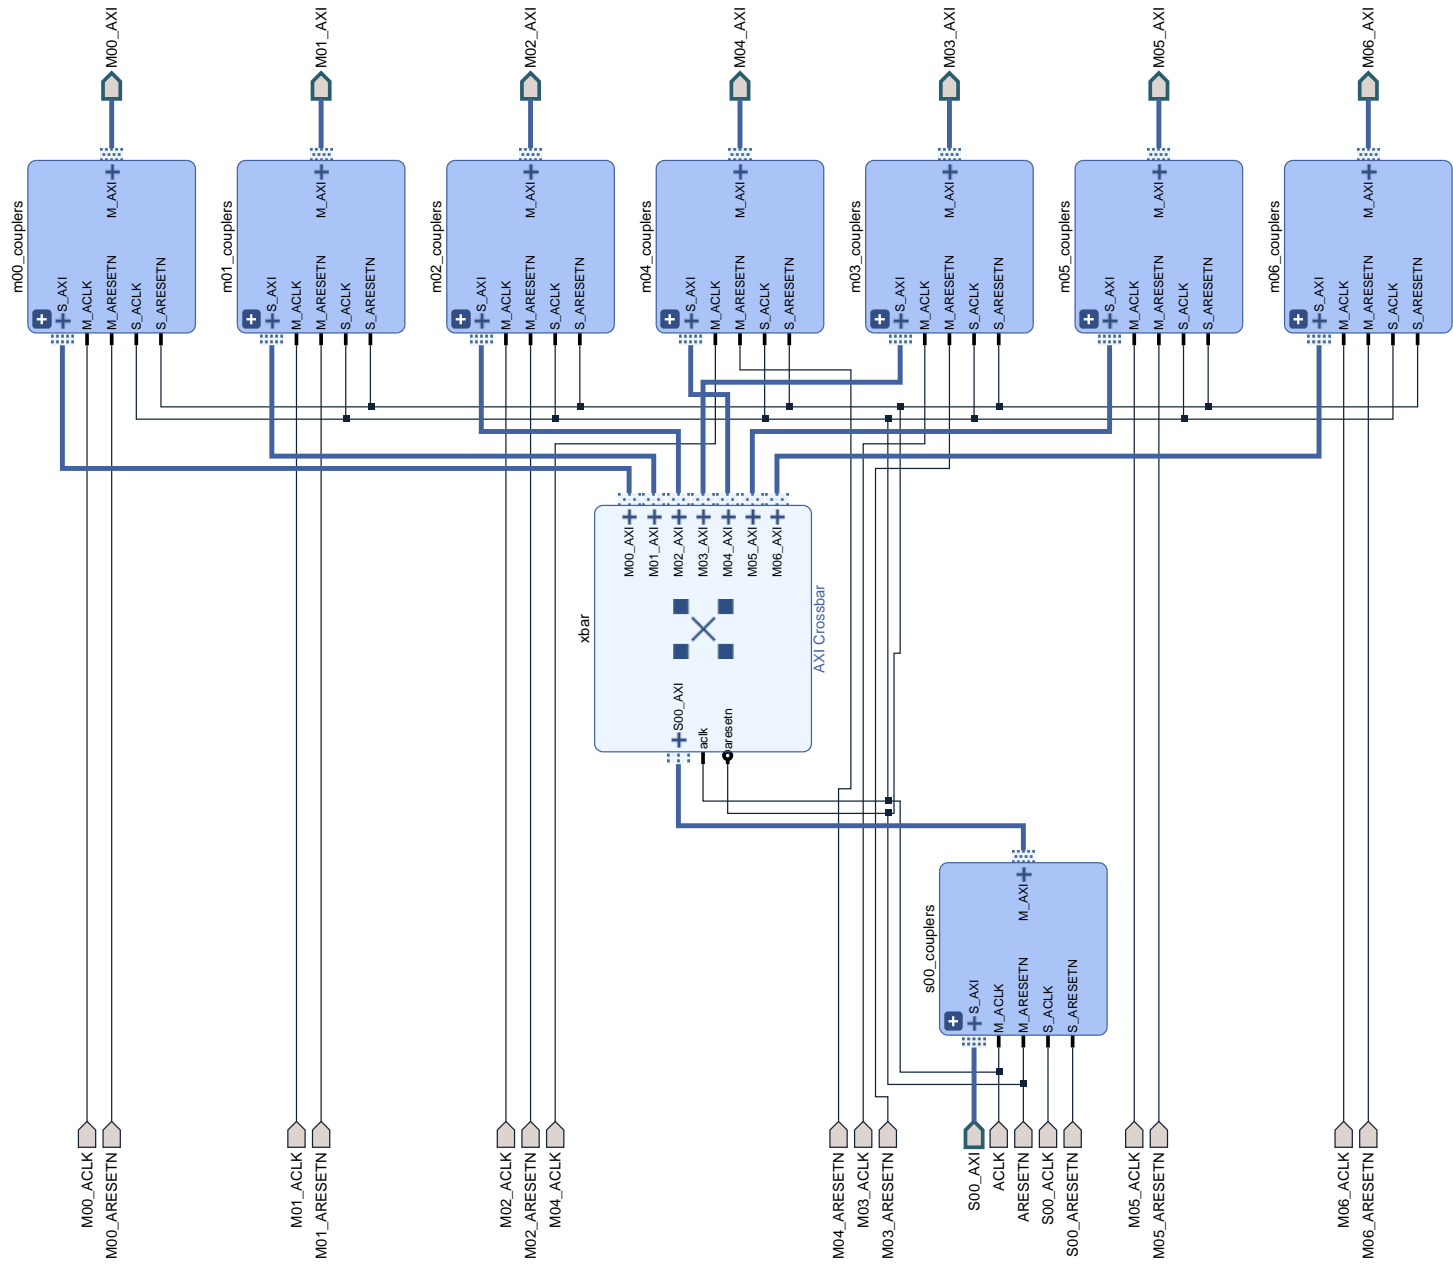 M00_AXI
M01_AXI
M02_AXI
M04_AXI
M03_AXI
M05_AXI
M06_AXI
m00_couplers
S_AXI
M_ACLK
M_ARESETN
S_ACLK
S_ARESETN
M_AXI
m01_couplers
S_AXI
M_ACLK
M_ARESETN
S_ACLK
S_ARESETN
M_AXI
m02_couplers
S_AXI
M_ACLK
M_ARESETN
S_ACLK
S_ARESETN
M_AXI
m04_couplers
S_AXI
M_ACLK
M_ARESETN
S_ACLK
S_ARESETN
M_AXI
m03_couplers
S_AXI
M_ACLK
M_ARESETN
S_ACLK
S_ARESETN
M_AXI
m05_couplers
S_AXI
M_ACLK
M_ARESETN
S_ACLK
S_ARESETN
M_AXI
m06_couplers
S_AXI
M_ACLK
M_ARESETN
S_ACLK
S_ARESETN
M_AXI
xbar
M00_AXI
M01_AXI
M02_AXI
M03_AXI
M04_AXI
M05_AXI
M06_AXI
S00_AXI
aclk
aresetn
AXI Crossbar
s00_couplers
S_AXI
M_ACLK
M_ARESETN
S_ACLK
S_ARESETN
M_AXI
M00_ACLK
M00_ARESETN
M01_ACLK
M01_ARESETN
M02_ACLK
M02_ARESETN
M04_ACLK
M04_ARESETN
M03_ACLK
M03_ARESETN
S00_AXI
ACLK
ARESETN
S00_ACLK
S00_ARESETN
M05_ACLK
M05_ARESETN
M06_ACLK
M06_ARESETN